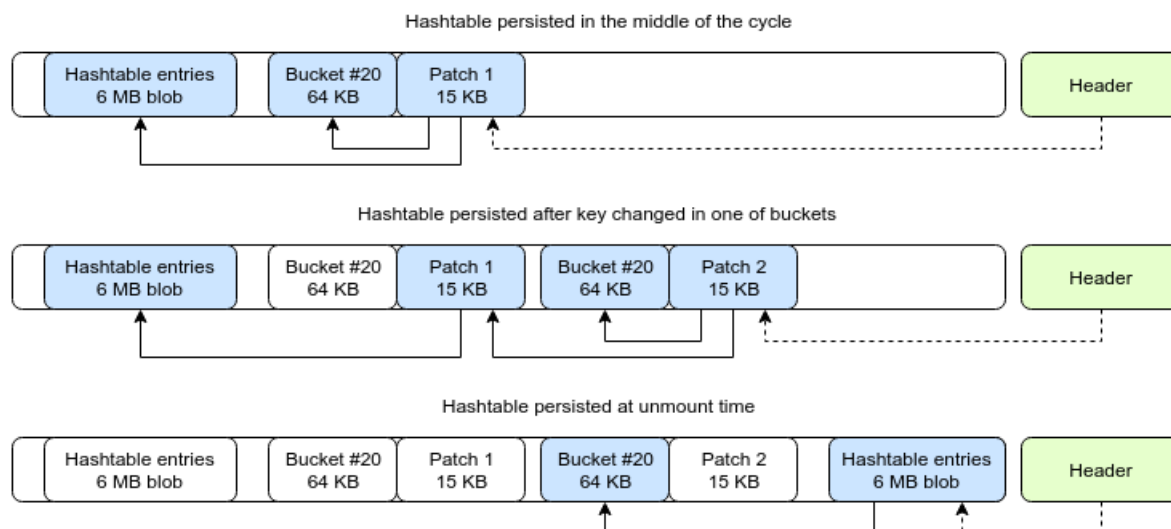 Hashtable persisted in the middle of the cycle
Hashtable entries
6 MB blob
Bucket #20
64 KB
Patch 1
15 KB
Header
Hashtable persisted after key changed in one of buckets
Hashtable entries
6 MB blob
Bucket #20
64 KB
Patch 1
15 KB
Bucket #20
64 KB
Patch 2
15 KB
Header
Hashtable persisted at unmount time
Hashtable entries
6 MB blob
Bucket #20
64 KB
Patch 1
15 KB
Bucket #20
64 KB
Patch 2
15 KB
Hashtable entries
6 MB blob
Header